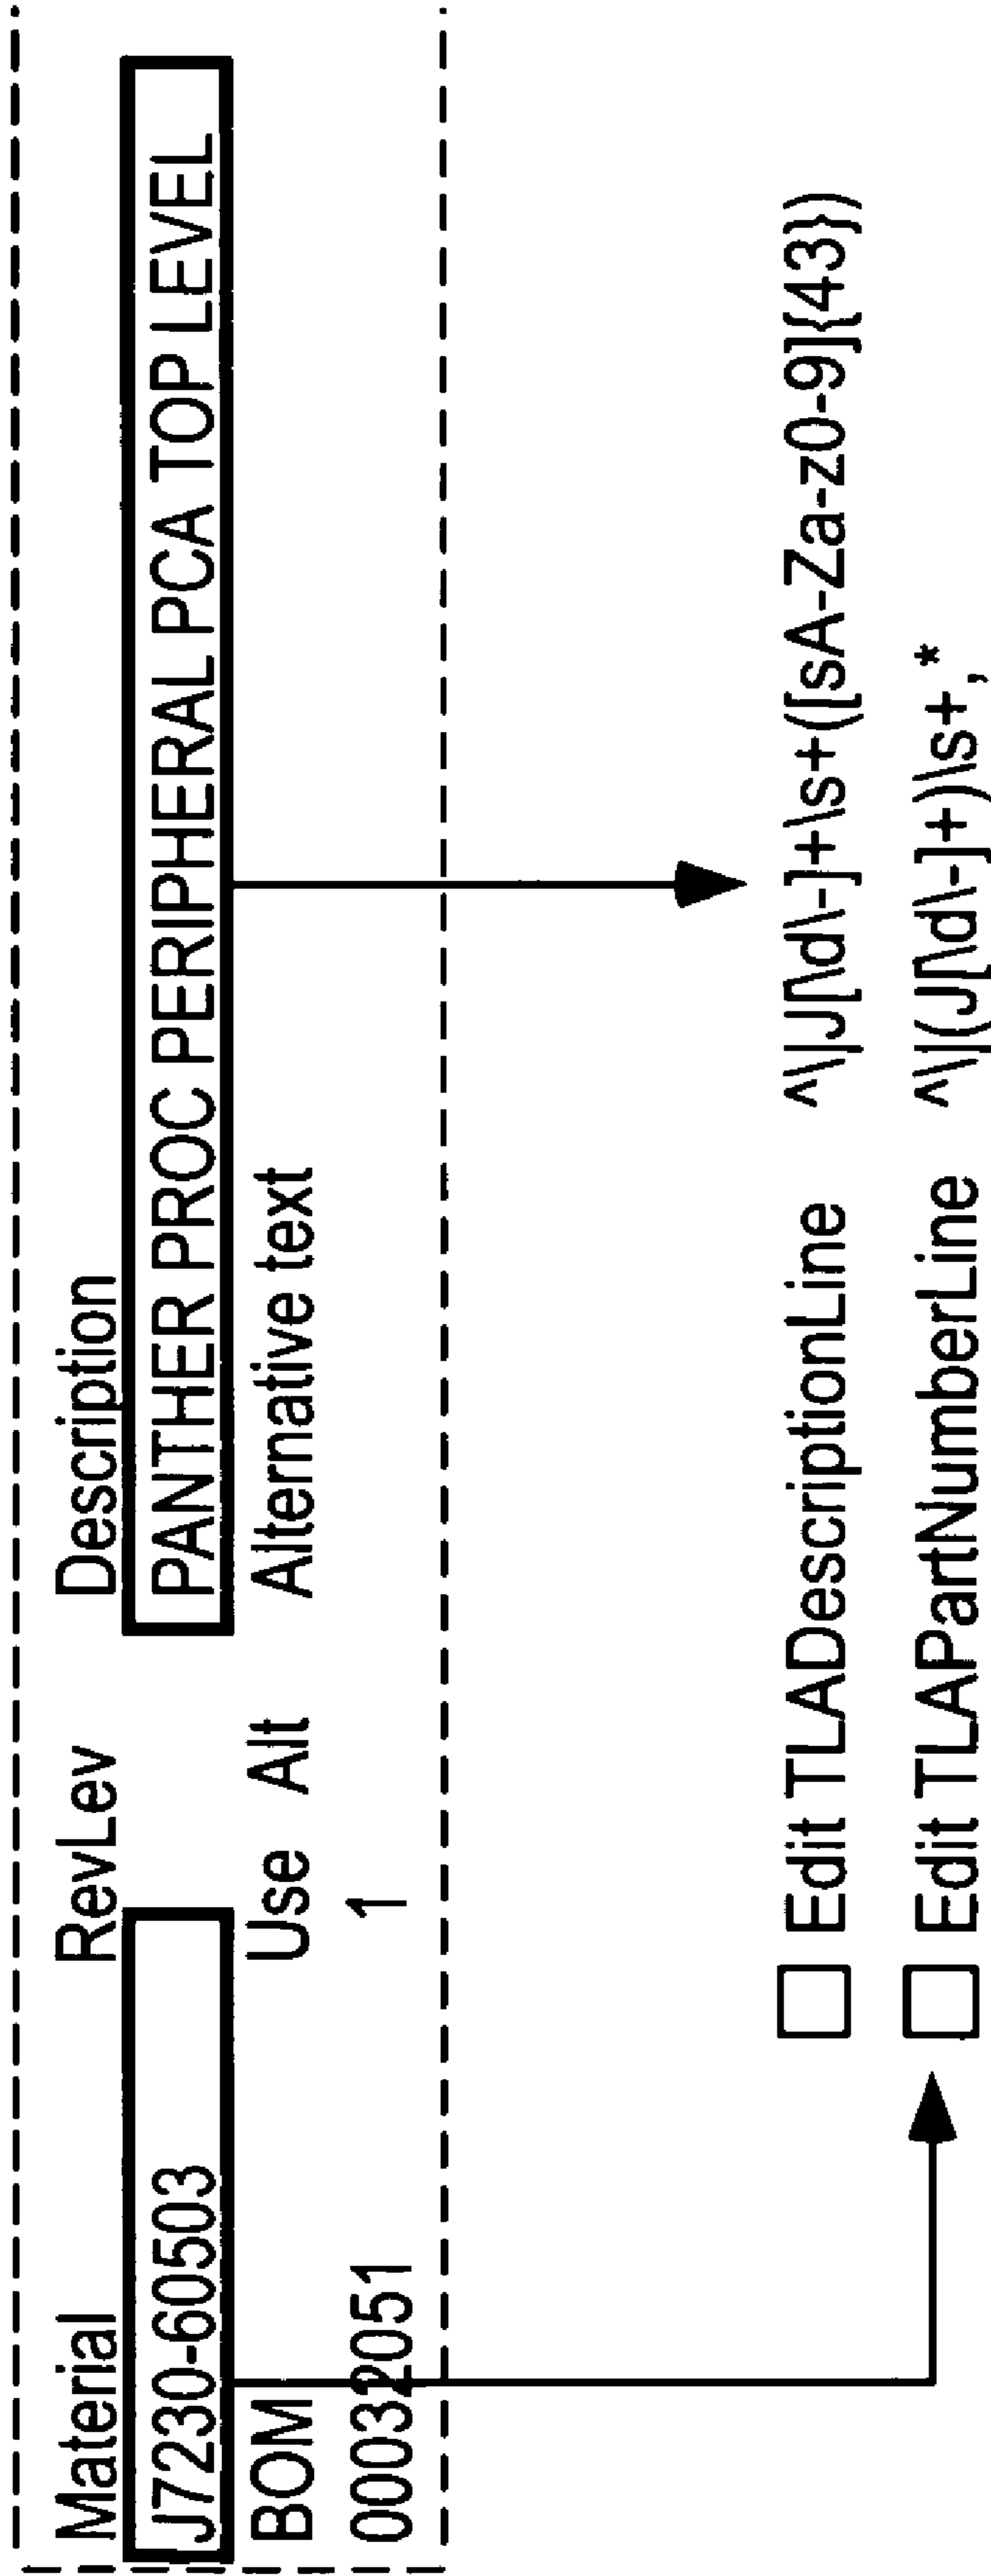 Material RevLev Description
J7230-60503 PANTHER PROC PERIPHERAL PCA TOP LEVEL
BOM Use Alt Alternative text
00032051 1
Edit TLADescriptionLine ^\|J[\d\-]+\s+([sA-Za-z0-9]{43})
Edit TLAPartNumberLine ^\|(J[\d\-]+)\s+,*